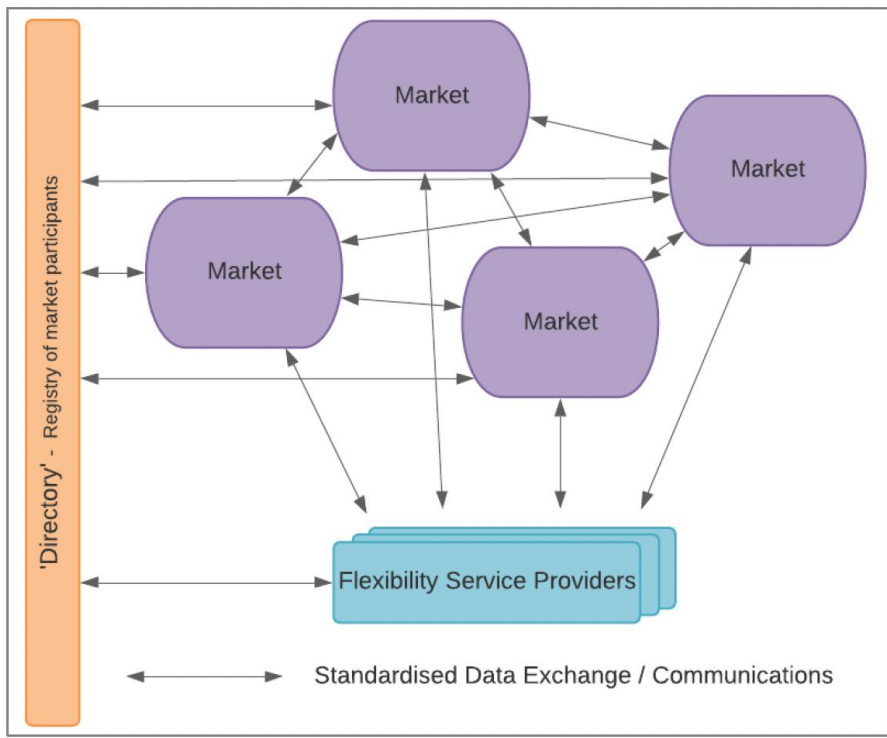 'Directory' - Registry of market participants
Market
Market
Market
Market
Flexibility Service Providers
Standardised Data Exchange / Communications